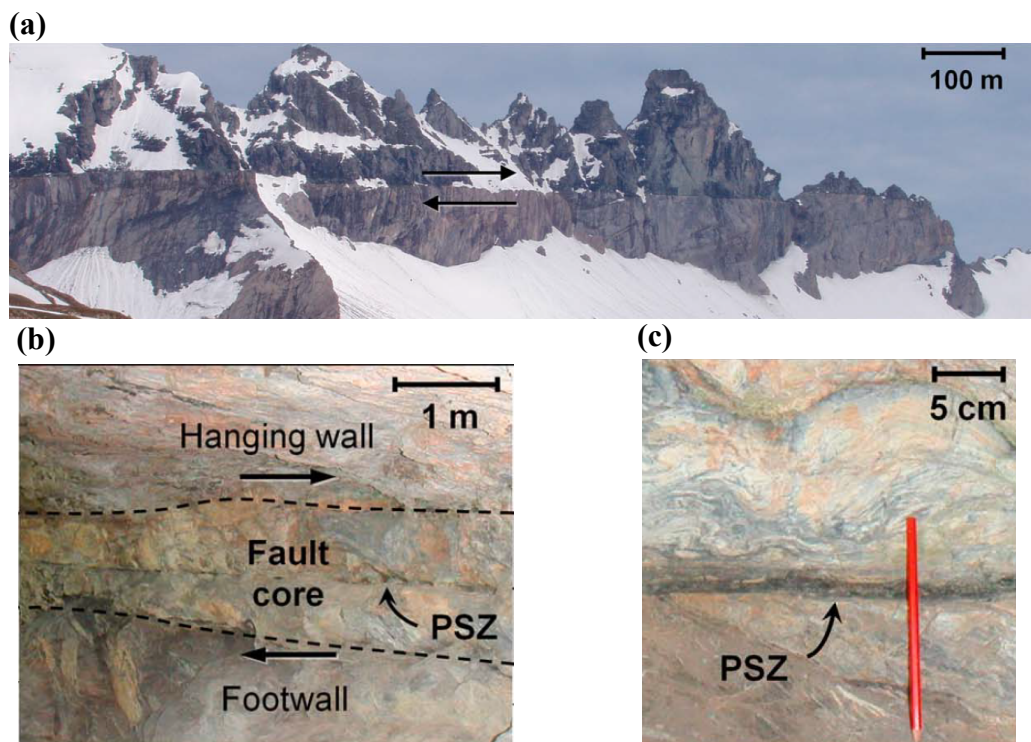 (a)
100 m
(b)
1 m
Hanging wall
Fault
core
PSZ
Footwall
(c)
5 cm
PSZ